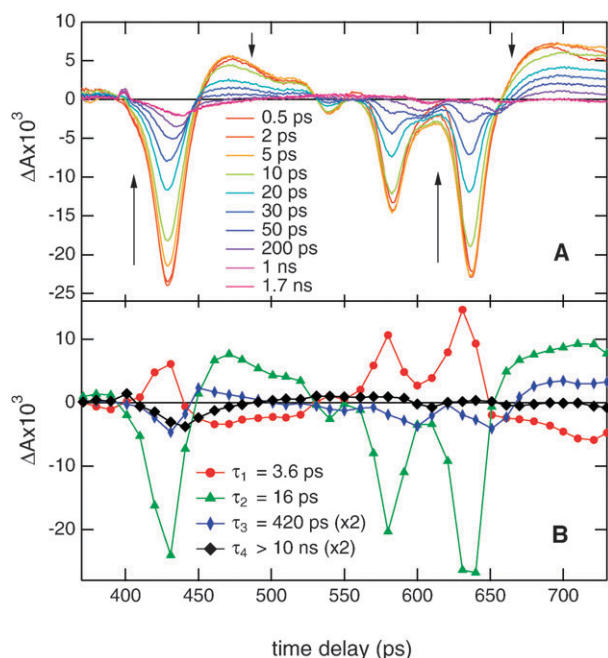 ΔAx10³
10
5
0
-5
-10
-15
-20
-25
0.5 ps
2 ps
5 ps
10 ps
20 ps
30 ps
50 ps
200 ps
1 ns
1.7 ns
A
ΔAx10³
10
0
-10
-20
τ₁ = 3.6 ps
τ₂ = 16 ps
τ₃ = 420 ps (x2)
τ₄ > 10 ns (x2)
B
400 450 500 550 600 650 700
time delay (ps)